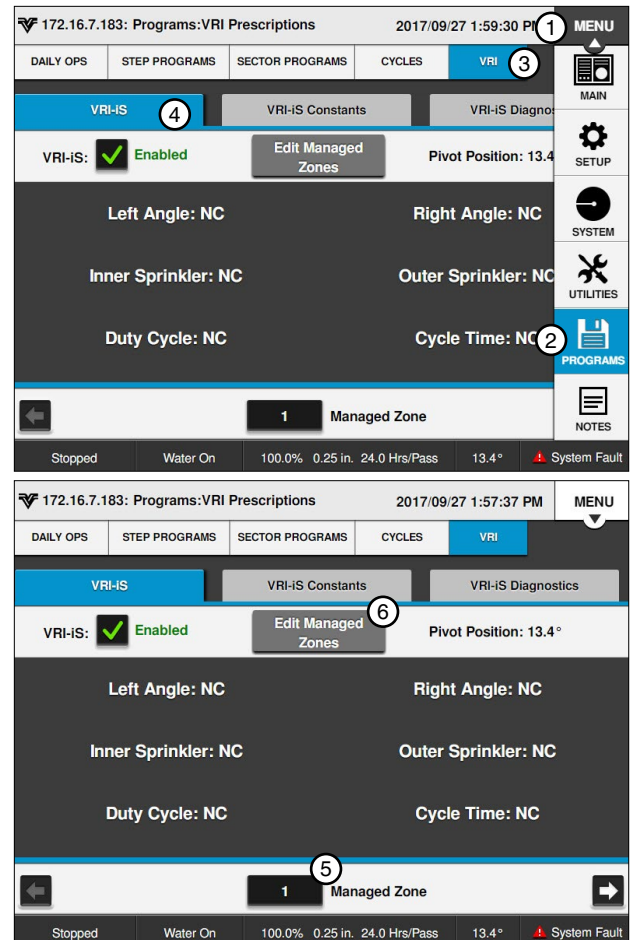 172.16.7.183: Programs:VRI Prescriptions 2017/09/27 1:59:30 PM 1 MENU
DAILY OPS STEP PROGRAMS SECTOR PROGRAMS CYCLES VRI 3
MAIN
VRI-iS 4 VRI-iS Constants VRI-iS Diagnos
VRI-iS: Enabled Edit Managed Zones Pivot Position: 13.4
SETUP
Left Angle: NC Right Angle: NC
SYSTEM
Inner Sprinkler: NC Outer Sprinkler: NC
UTILITIES
Duty Cycle: NC Cycle Time: NC 2
PROGRAMS
1 Managed Zone
NOTES
Stopped Water On 100.0% 0.25 in. 24.0 Hrs/Pass 13.4° System Fault
172.16.7.183: Programs:VRI Prescriptions 2017/09/27 1:57:37 PM MENU
DAILY OPS STEP PROGRAMS SECTOR PROGRAMS CYCLES VRI
VRI-iS VRI-iS Constants VRI-iS Diagnostics
6
VRI-iS: Enabled Edit Managed Zones Pivot Position: 13.4°
Left Angle: NC Right Angle: NC
Inner Sprinkler: NC Outer Sprinkler: NC
Duty Cycle: NC Cycle Time: NC
5
1 Managed Zone
Stopped Water On 100.0% 0.25 in. 24.0 Hrs/Pass 13.4° System Fault